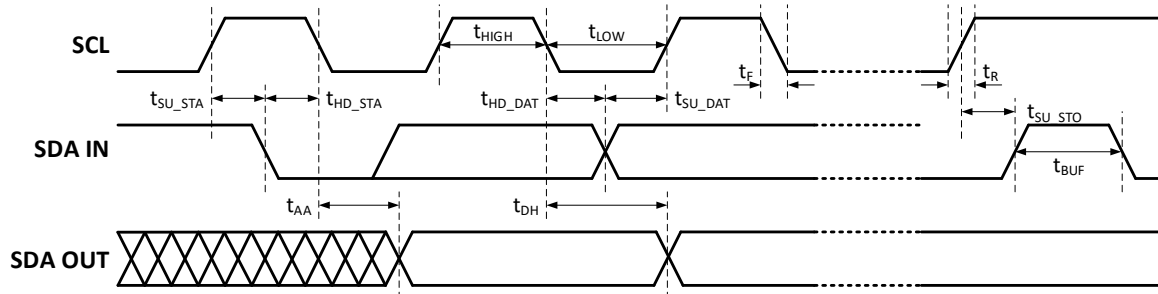 SCL
tHIGH
tLOW
tF
tR
tSU_STA
tHD_STA
tHD_DAT
tSU_DAT
tSU_STO
SDA IN
tBUF
tAA
tDH
SDA OUT